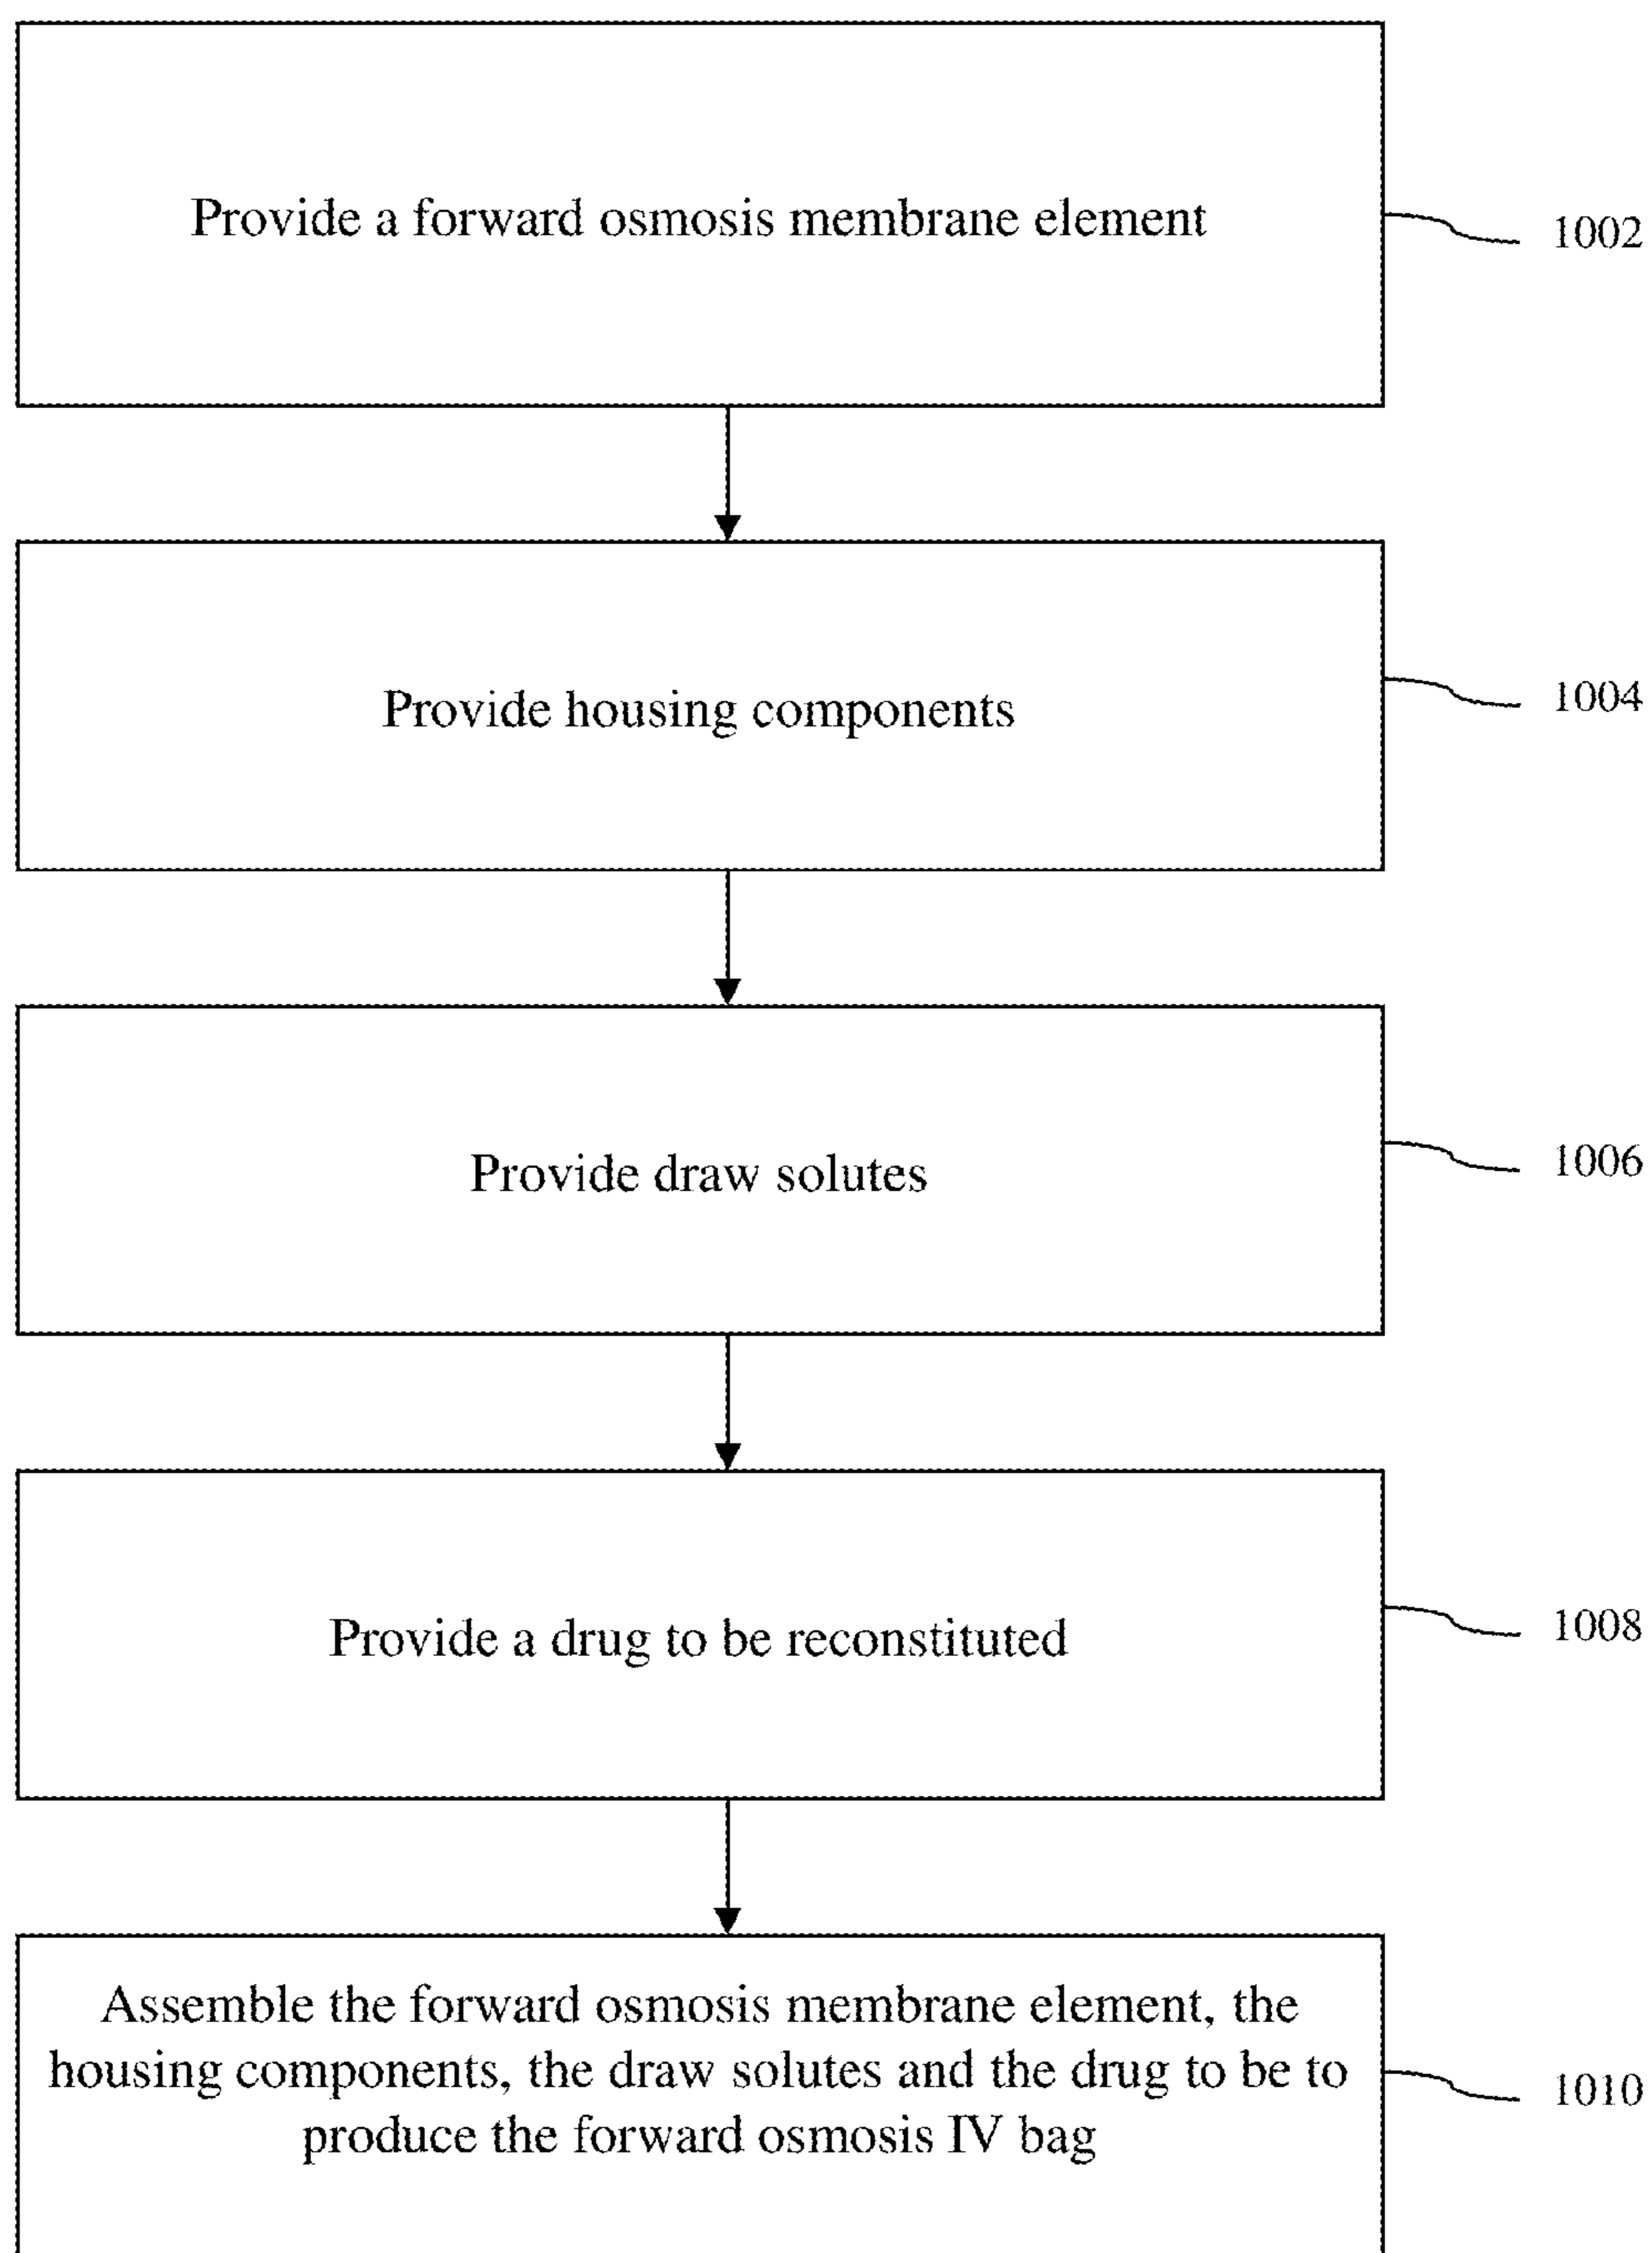 Provide a forward osmosis membrane element
1002
Provide housing components
1004
Provide draw solutes
1006
Provide a drug to be reconstituted
1008
Assemble the forward osmosis membrane element, the
housing components, the draw solutes and the drug to be to
produce the forward osmosis IV bag
1010